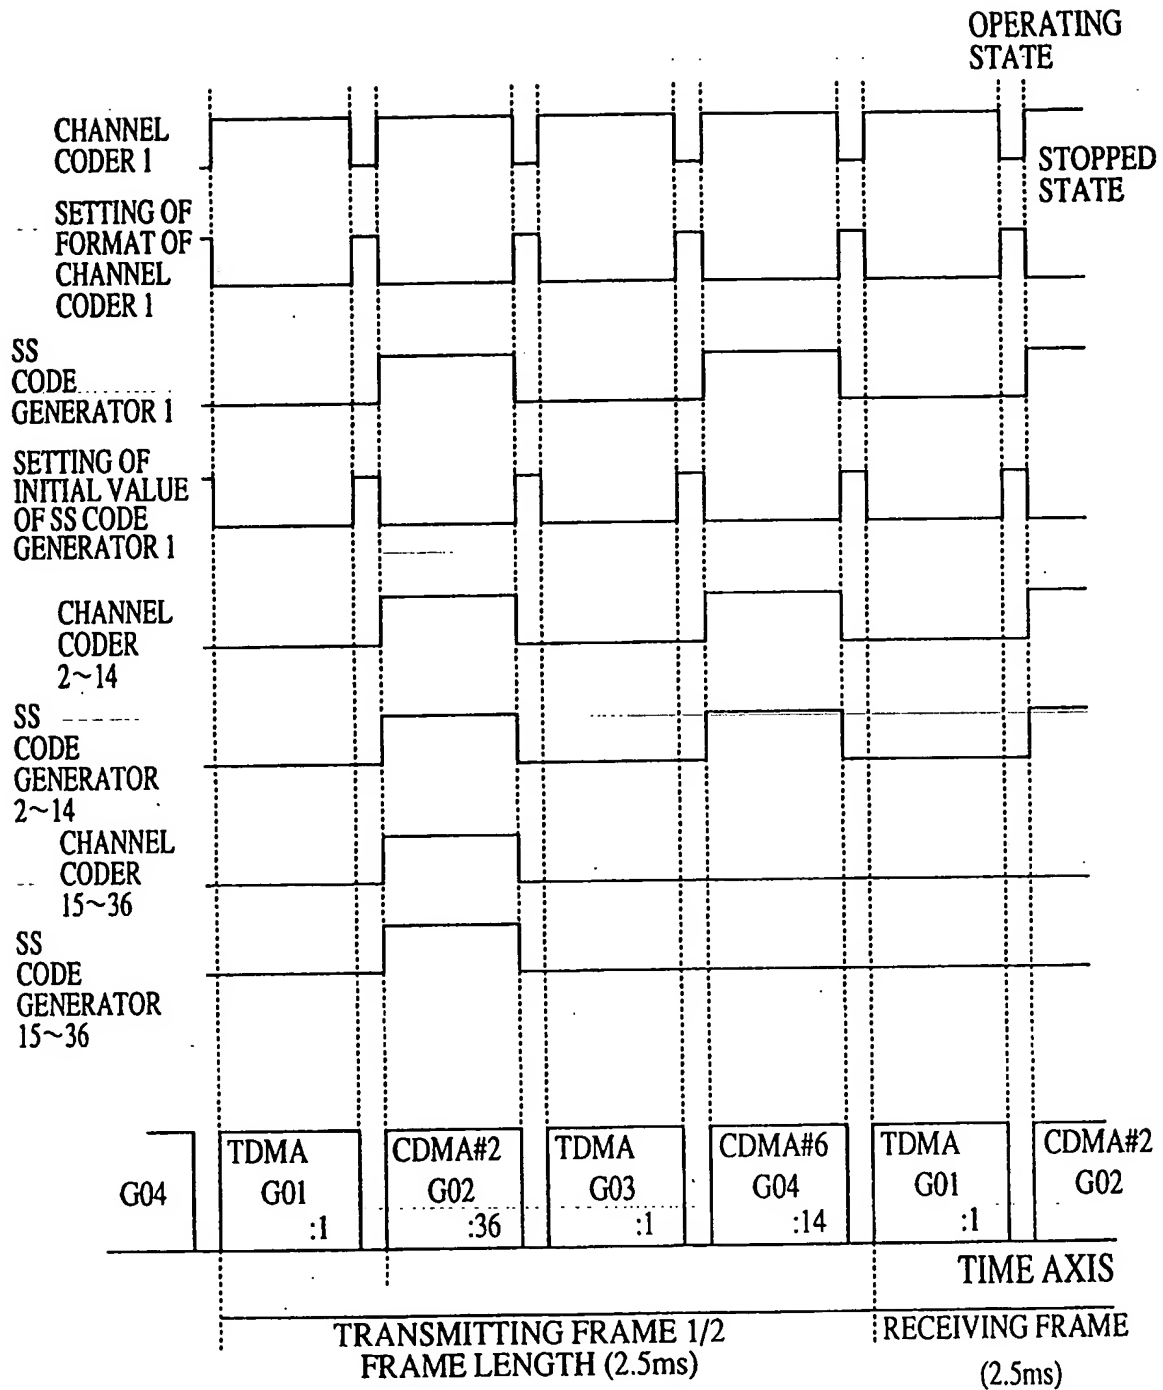 OPERATING
STATE
CHANNEL
CODER 1
STOPPED
STATE
SETTING OF
FORMAT OF
CHANNEL
CODER 1
SS
CODE
GENERATOR 1
SETTING OF
INITIAL VALUE
OF SS CODE
GENERATOR 1
CHANNEL
CODER
2~14
SS
CODE
GENERATOR
2~14
CHANNEL
CODER
15~36
SS
CODE
GENERATOR
15~36
G04
TDMA
G01
:1
CDMA#2
G02
:36
TDMA
G03
:1
CDMA#6
G04
:14
TDMA
G01
:1
CDMA#2
G02
TIME AXIS
TRANSMITTING FRAME 1/2
FRAME LENGTH (2.5ms)
RECEIVING FRAME
(2.5ms)